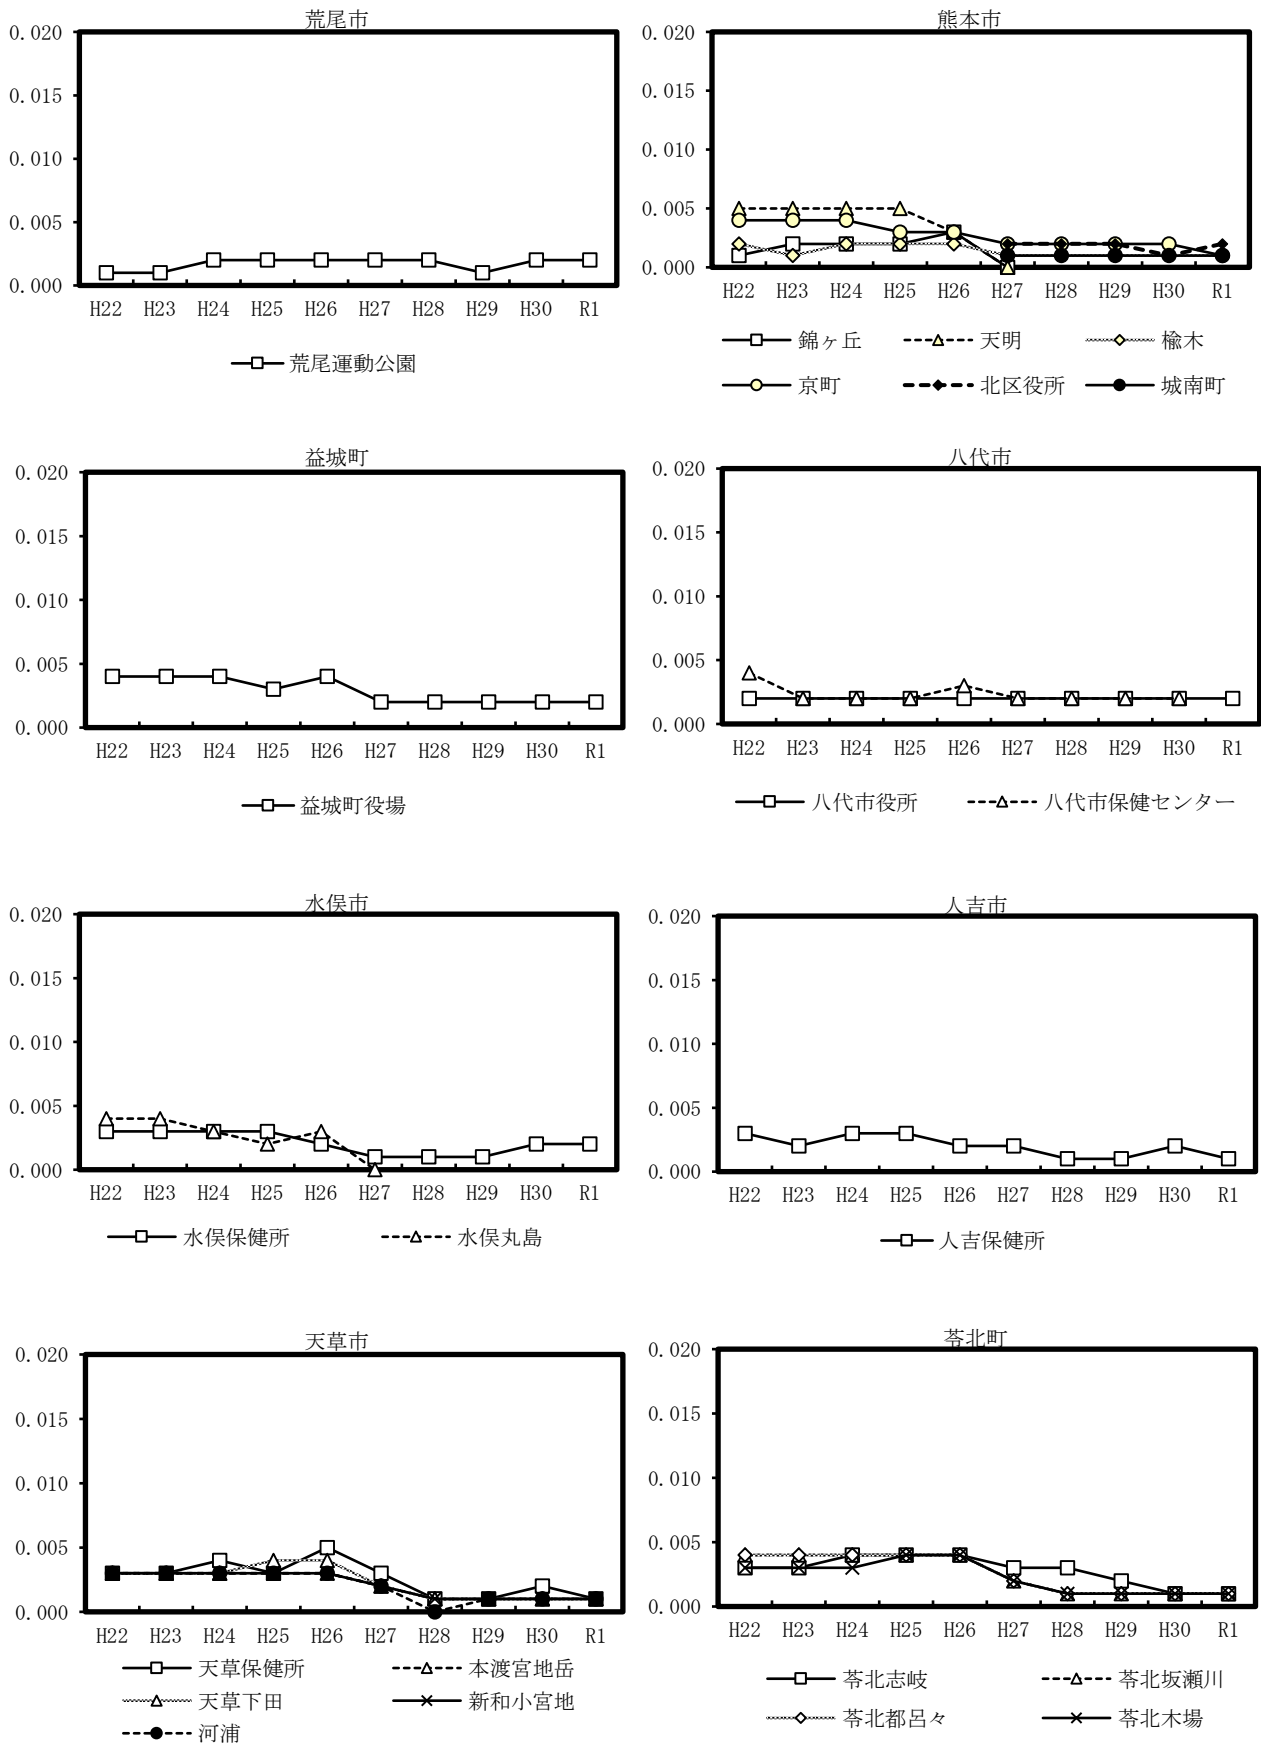 荒尾市
0.020
0.015
0.010
0.005
0.000
H22 H23 H24 H25 H26 H27 H28 H29 H30 R1
荒尾運動公園
熊本市
0.020
0.015
0.010
0.005
0.000
H22 H23 H24 H25 H26 H27 H28 H29 H30 R1
錦ヶ丘 天明 楡木
京町 北区役所 城南町
益城町
0.020
0.015
0.010
0.005
0.000
H22 H23 H24 H25 H26 H27 H28 H29 H30 R1
益城町役場
八代市
0.020
0.015
0.010
0.005
0.000
H22 H23 H24 H25 H26 H27 H28 H29 H30 R1
八代市役所 八代市保健センター
水俣市
0.020
0.015
0.010
0.005
0.000
H22 H23 H24 H25 H26 H27 H28 H29 H30 R1
水俣保健所 水俣丸島
人吉市
0.020
0.015
0.010
0.005
0.000
H22 H23 H24 H25 H26 H27 H28 H29 H30 R1
人吉保健所
天草市
0.020
0.015
0.010
0.005
0.000
H22 H23 H24 H25 H26 H27 H28 H29 H30 R1
天草保健所 本渡宮地岳
天草下田 新和小宮地
河浦
苓北町
0.020
0.015
0.010
0.005
0.000
H22 H23 H24 H25 H26 H27 H28 H29 H30 R1
苓北志岐 苓北坂瀬川
苓北都呂々 苓北木場